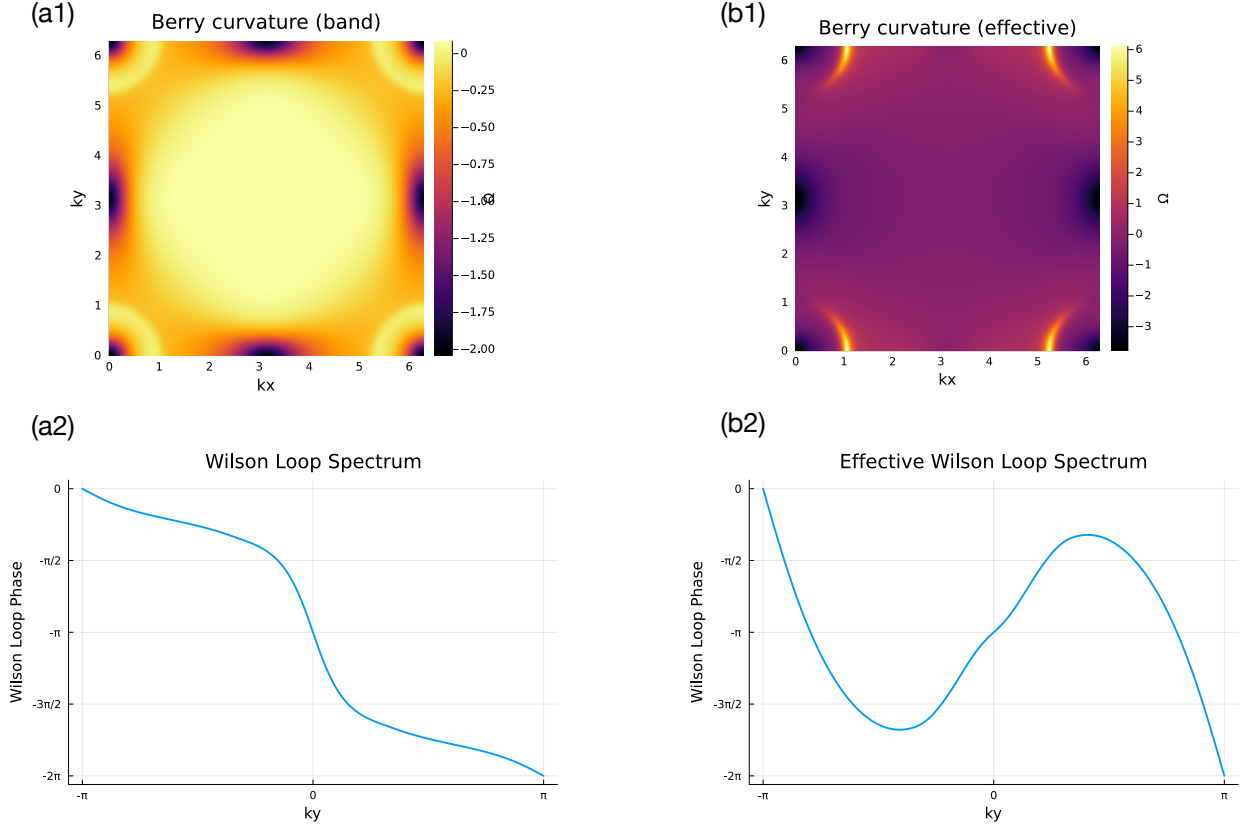 (a1)
Berry curvature (band)
6
5
4
3
2
1
0
ky
0 1 2 3 4 5 6
kx
0
−0.25
−0.50
−0.75
−1.00
−1.25
−1.50
−1.75
−2.00
Ω
(b1)
Berry curvature (effective)
6
5
4
3
2
1
0
ky
0 1 2 3 4 5 6
kx
6
5
4
3
2
1
0
−1
−2
−3
Ω
(a2)
Wilson Loop Spectrum
0
-π/2
-π
-3π/2
-2π
Wilson Loop Phase
-π 0 π
ky
(b2)
Effective Wilson Loop Spectrum
0
-π/2
-π
-3π/2
-2π
Wilson Loop Phase
-π 0 π
ky